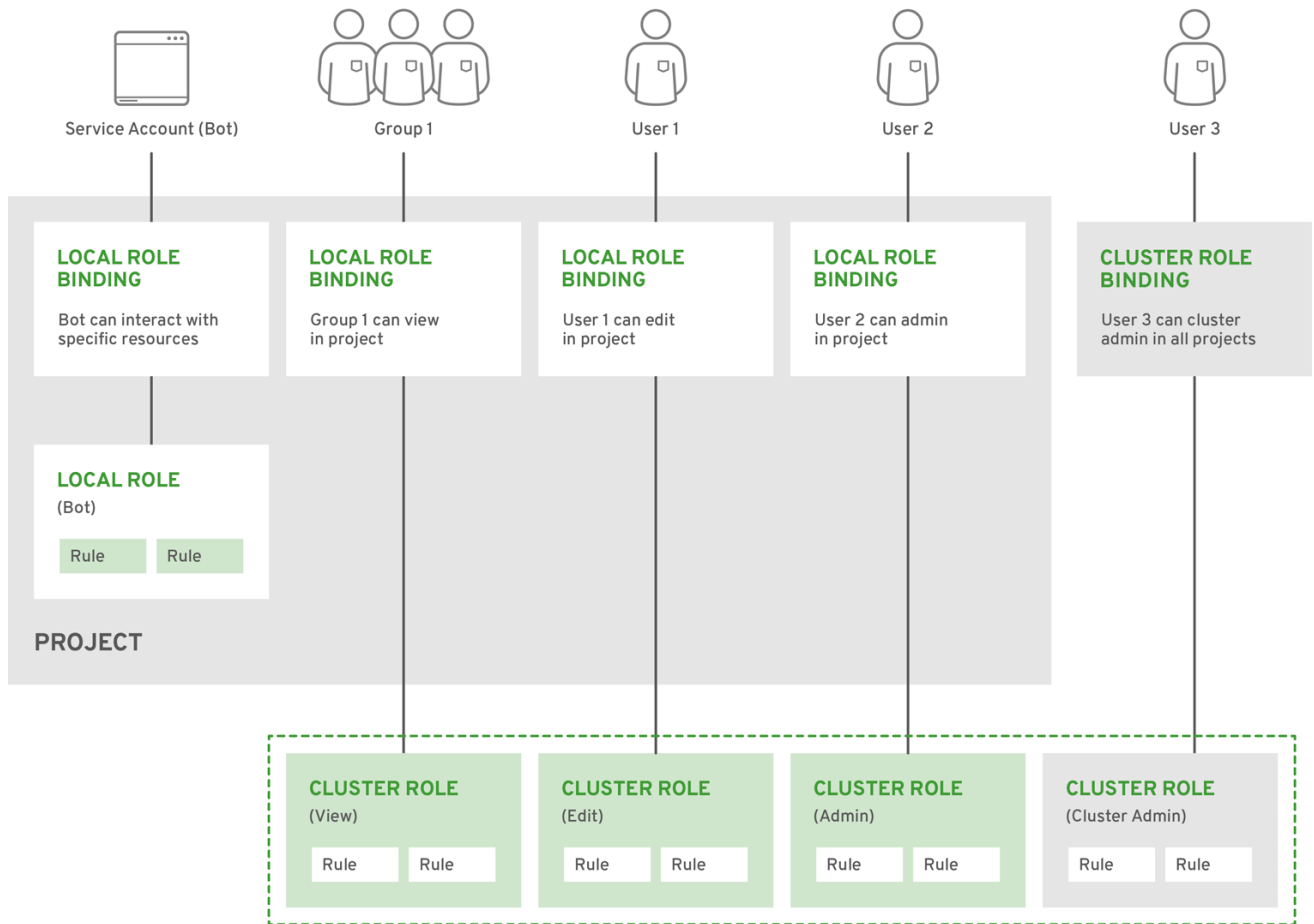 Service Account (Bot)
Group 1
User 1
User 2
User 3
LOCAL ROLE
BINDING
Bot can interact with
specific resources
LOCAL ROLE
BINDING
Group 1 can view
in project
LOCAL ROLE
BINDING
User 1 can edit
in project
LOCAL ROLE
BINDING
User 2 can admin
in project
CLUSTER ROLE
BINDING
User 3 can cluster
admin in all projects
LOCAL ROLE
(Bot)
Rule
Rule
PROJECT
CLUSTER ROLE
(View)
Rule
Rule
CLUSTER ROLE
(Edit)
Rule
Rule
CLUSTER ROLE
(Admin)
Rule
Rule
CLUSTER ROLE
(Cluster Admin)
Rule
Rule